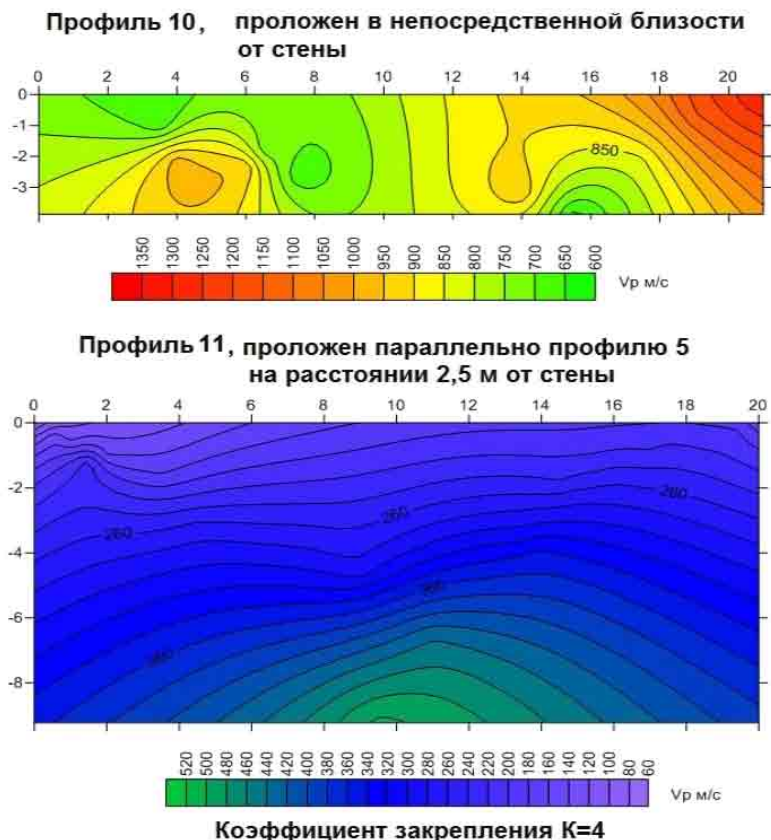 Профиль 10, проложен в непосредственной близости
от стены
0 2 4 6 8 10 12 14 16 18 20
0
-1
-2
-3
850
1350 1300 1250 1200 1150 1100 1050 1000 950 900 850 800 750 700 650 600
Vp м/с
Профиль 11, проложен параллельно профилю 5
на расстоянии 2,5 м от стены
0 2 4 6 8 10 12 14 16 18 20
0
-2
-4
-6
-8
260
260
260
360
360
520 500 480 460 440 420 400 380 360 340 320 300 280 260 240 220 200 180 160 140 120 100 80 60
Vp м/с
Коэффициент закрепления К=4